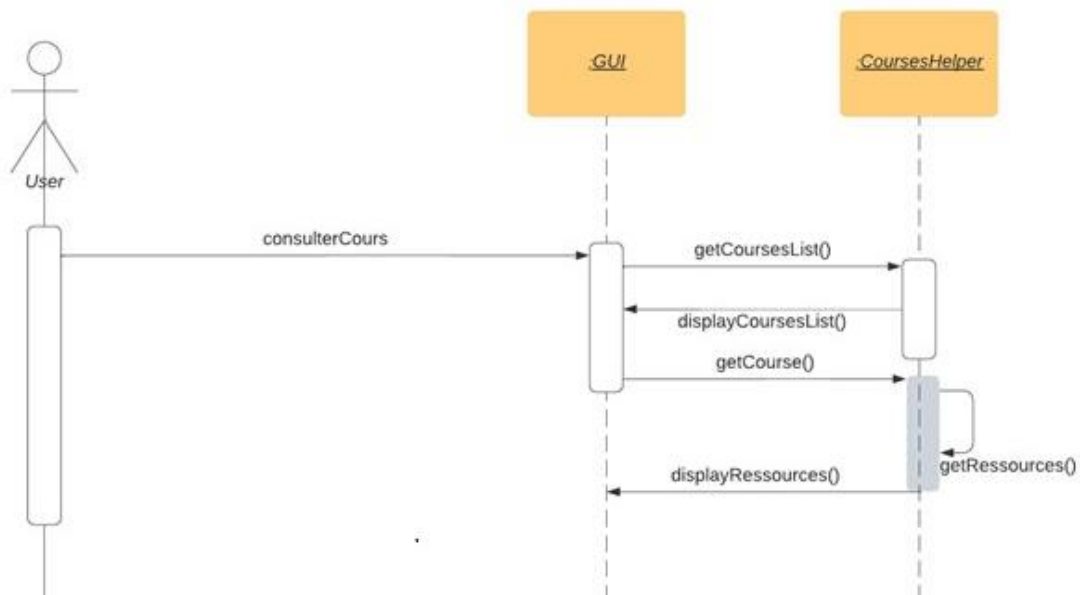 :GUI
:CoursesHelper
User
consulterCours
getCoursesList()
displayCoursesList()
getCourse()
getRessources()
displayRessources()